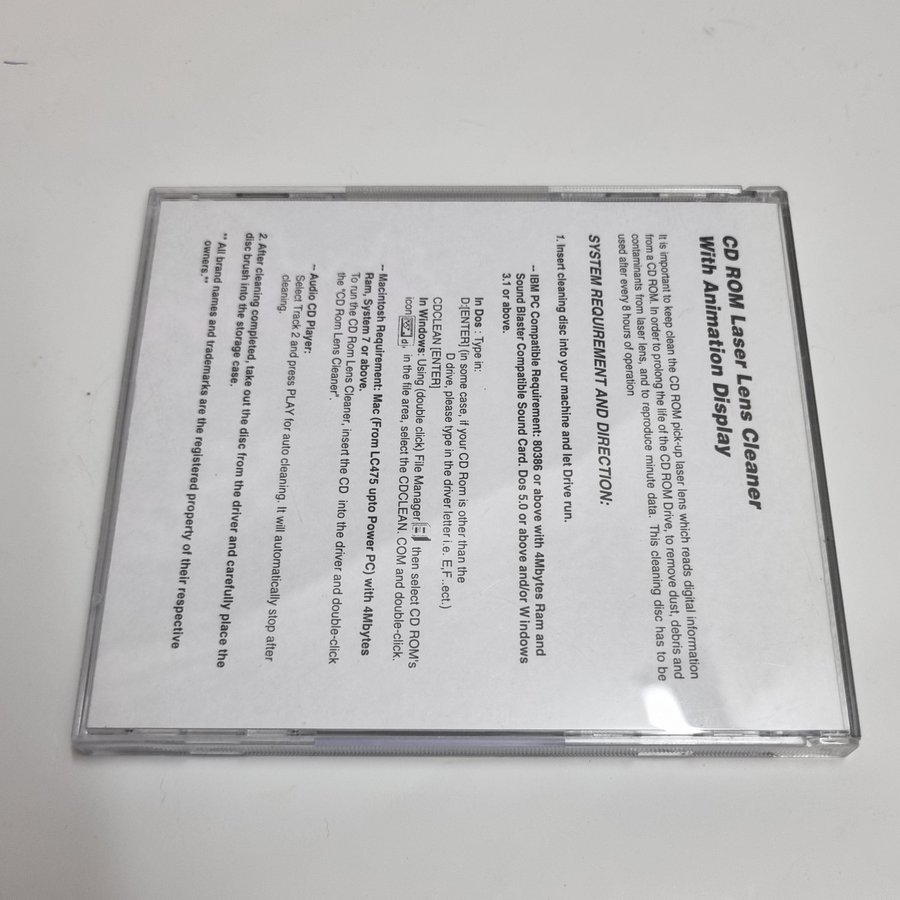 CD ROM Laser Lens Cleaner
With Animation Display
It is important to keep clean the CD ROM pick-up laser lens which reads digital information
from a CD ROM. In order to prolong the life of the CD ROM Drive, to remove dust, debris and
contaminants from laser lens, and to reproduce minute data. This cleaning disc has to be
used after every 8 hours of operation
SYSTEM REQUIREMENT AND DIRECTION:
1. Insert cleaning disc into your machine and let Drive run.
-- IBM PC Compatible Requirement: 80386 or above with 4Mbytes Ram and
Sound Blaster Compatible Sound Card. Dos 5.0 or above and/or Windows
3.1 or above.
In Dos : Type in:
D:[ENTER] (in some case, if your CD Rom is other than the
D drive, please type in the driver letter i.e. E,F..ect.)
CDCLEAN [ENTER]
In Windows: Using (double click) File Manager then select CD ROM's
icon d: in the file area, select the CDCLEAN. COM and double-click.
-- Macintosh Requirement: Mac (From LC475 upto Power PC) with 4Mbytes
Ram, System 7 or above.
To run the CD Rom Lens Cleaner, insert the CD into the driver and double-click
the "CD Rom Lens Cleaner".
-- Audio CD Player:
Select Track 2 and press PLAY for auto cleaning. It will automatically stop after
cleaning.
2. After cleaning completed, take out the disc from the driver and carefully place the
disc brush into the storage case.
** All brand names and trademarks are the registered property of their respective
owners.**